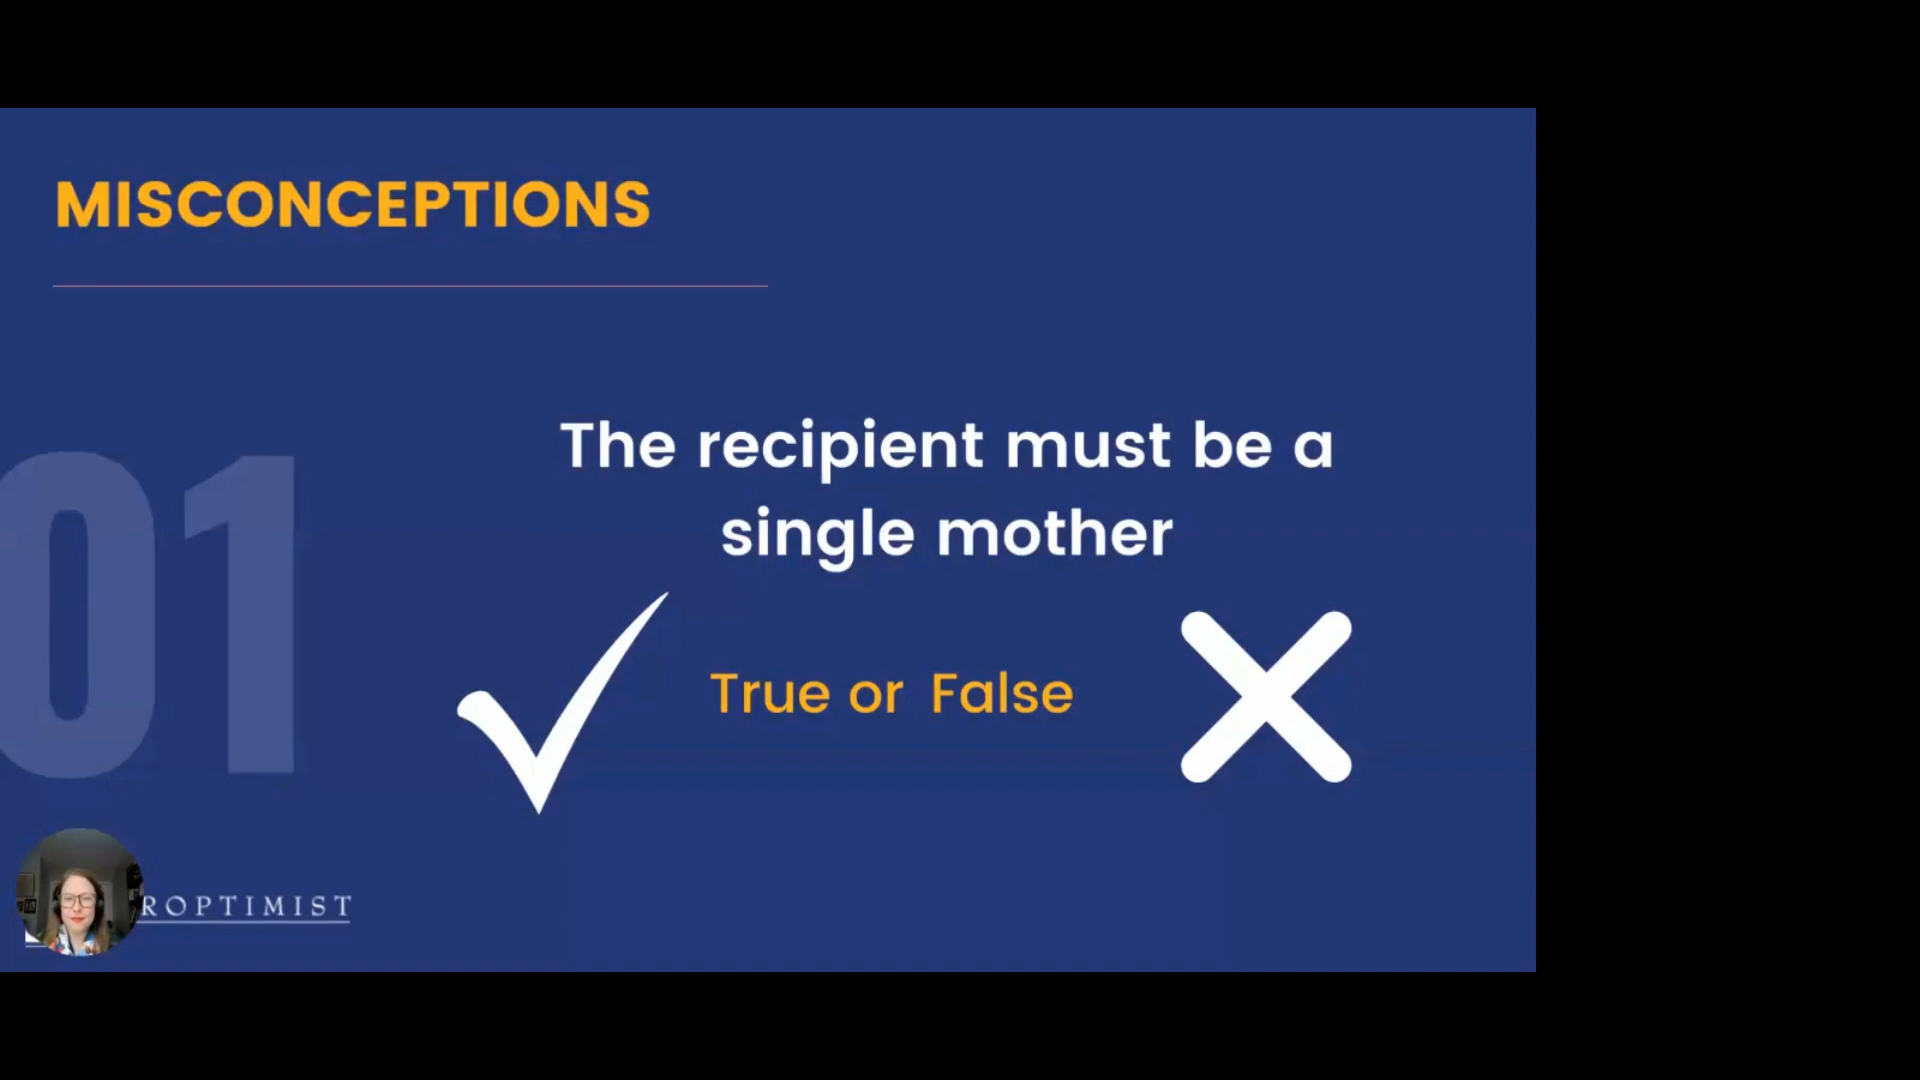 MISCONCEPTIONS
The recipient must be a
single mother
01
True or False
ROPTIMIST